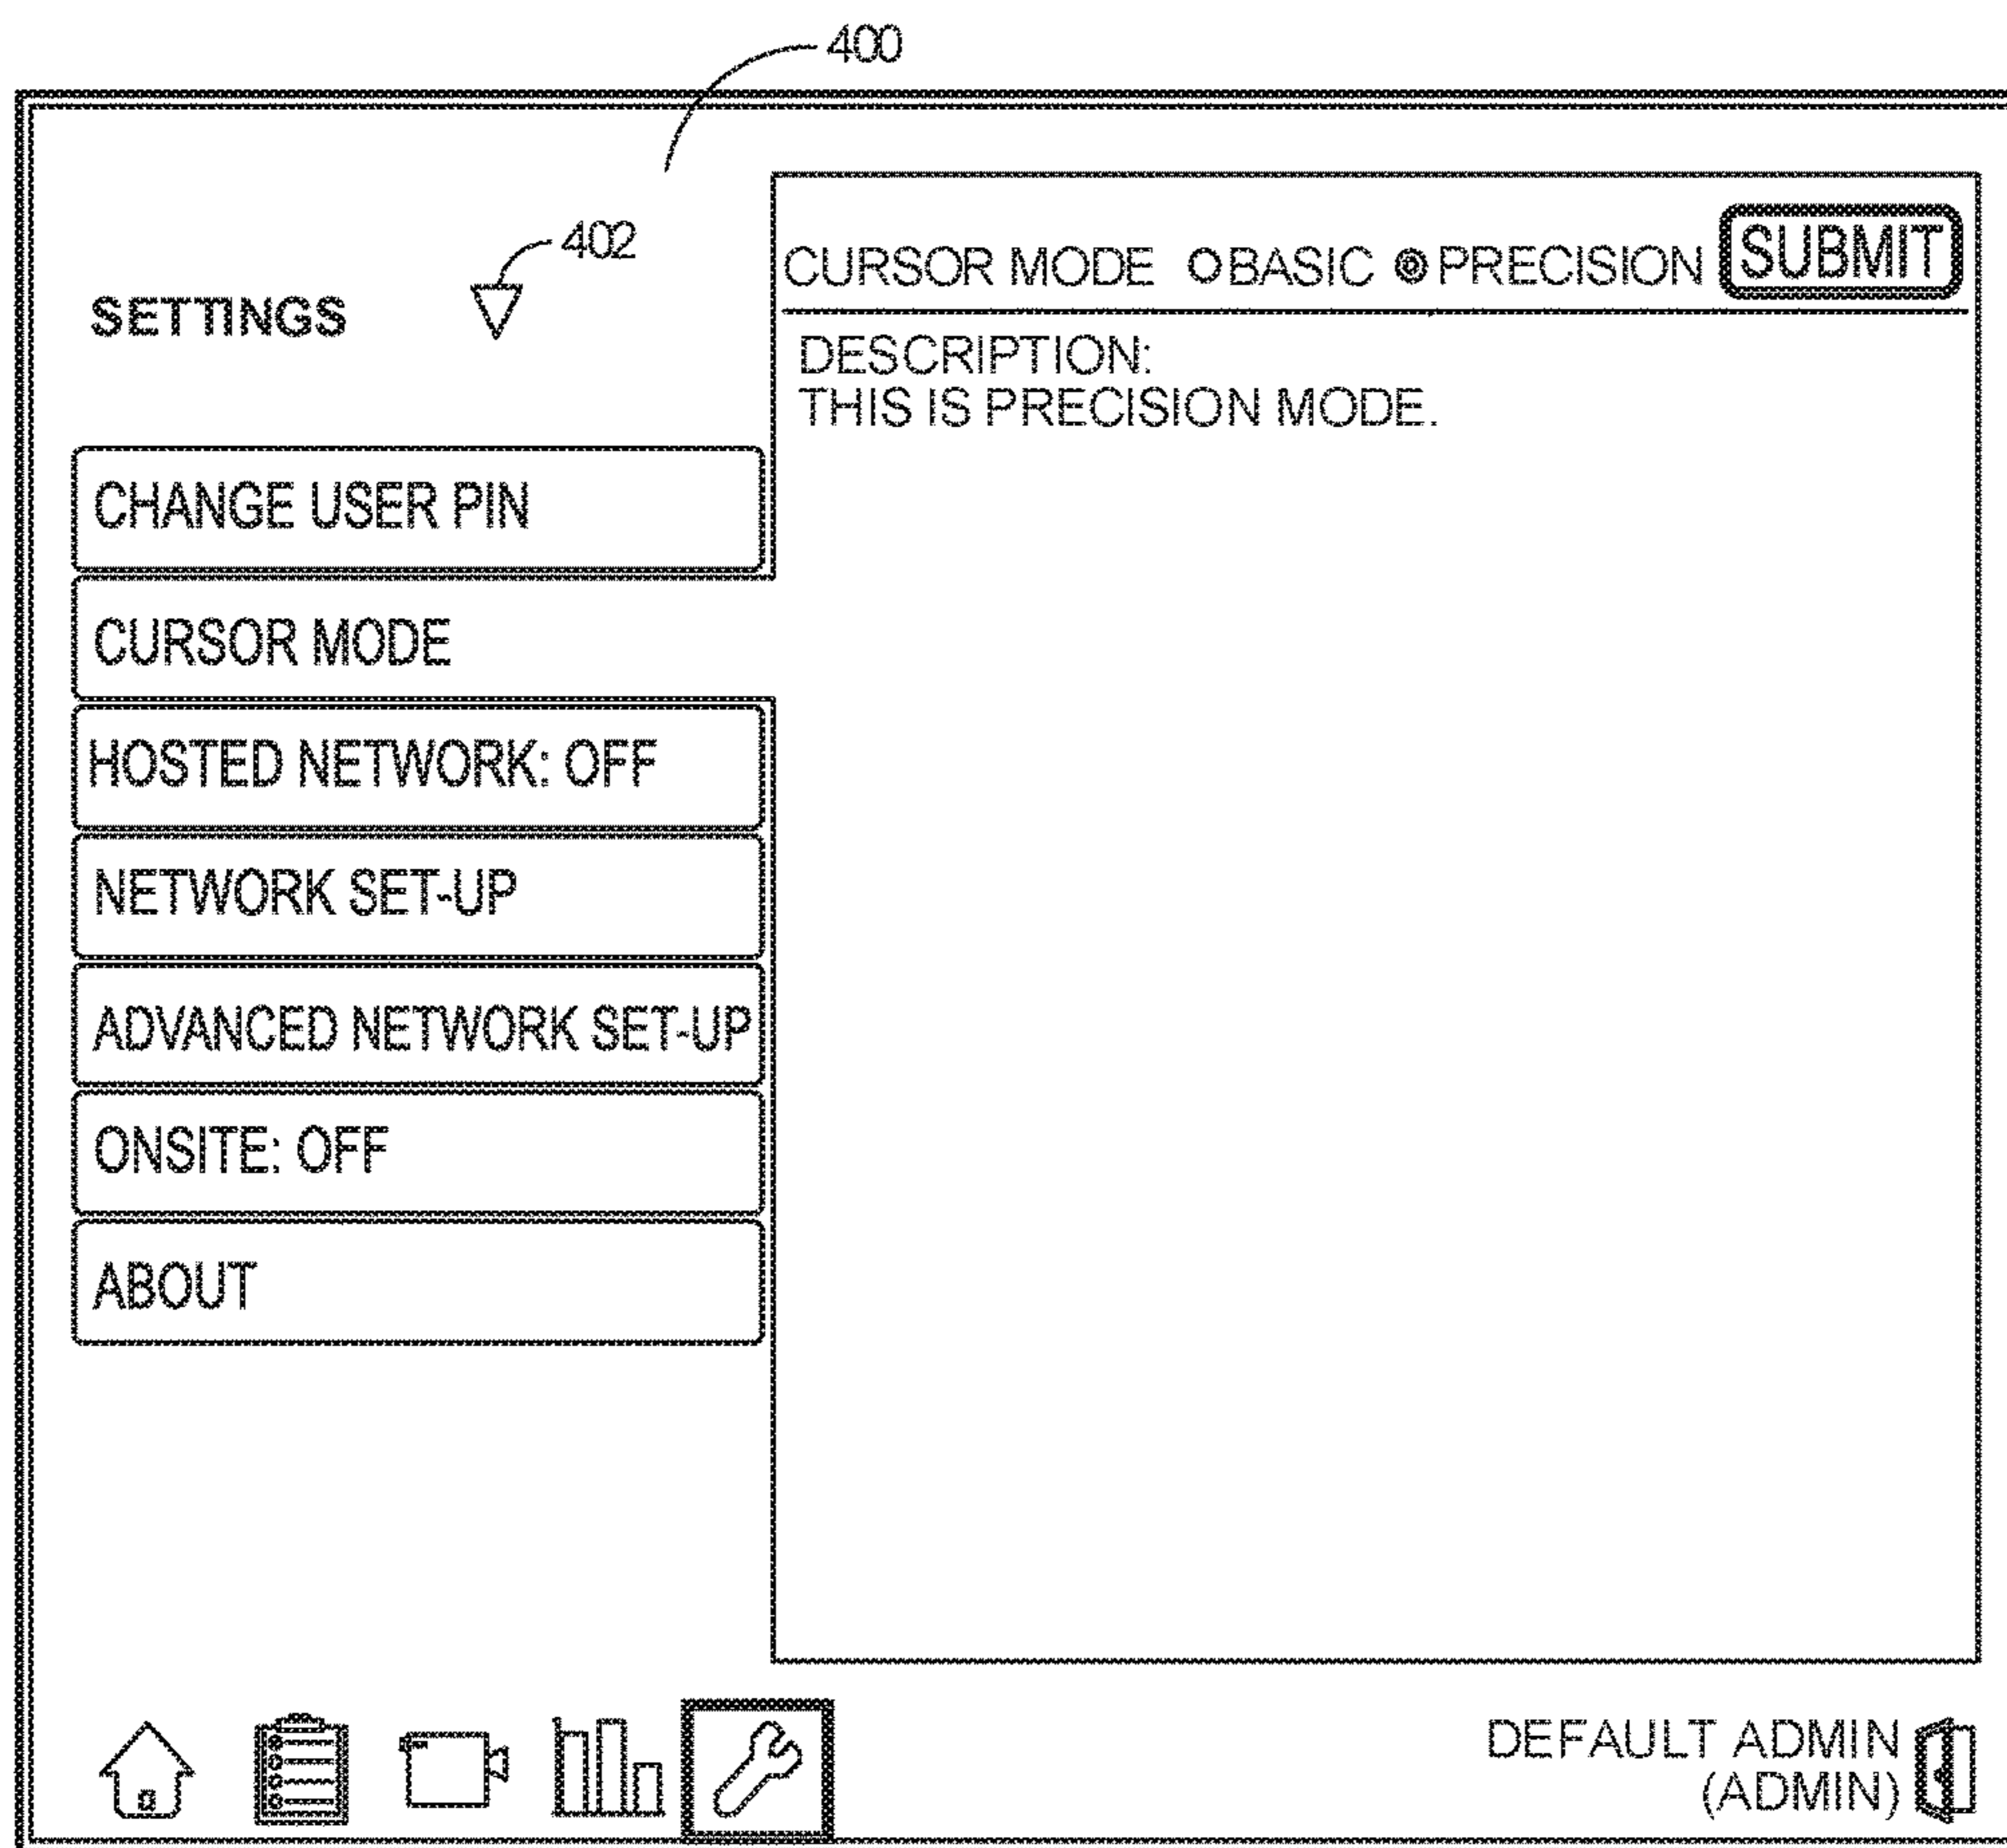 400
402
SETTINGS
CURSOR MODE BASIC PRECISION SUBMIT
DESCRIPTION:
THIS IS PRECISION MODE.
CHANGE USER PIN
CURSOR MODE
HOSTED NETWORK: OFF
NETWORK SET-UP
ADVANCED NETWORK SET-UP
ONSITE: OFF
ABOUT
DEFAULT ADMIN
(ADMIN)